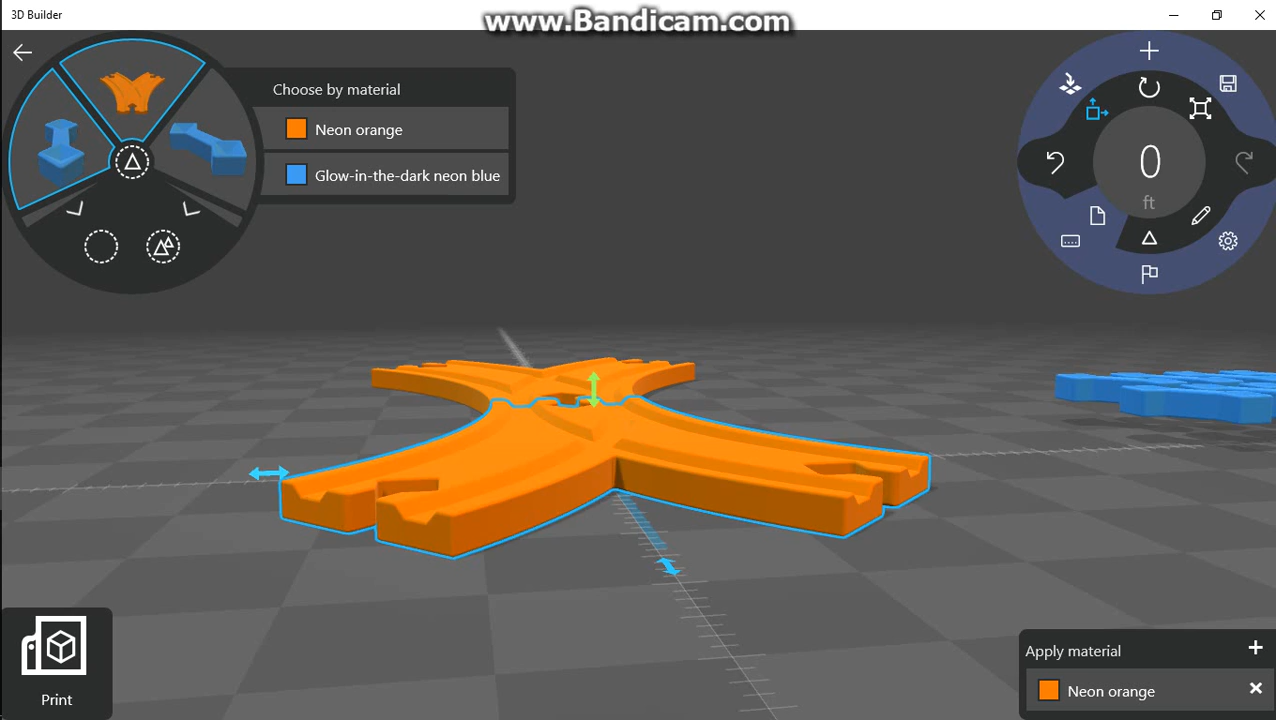 3D Builder
www.Bandicam.com
Choose by material
Neon orange
Glow-in-the-dark neon blue
0
ft
Print
Apply material
Neon orange